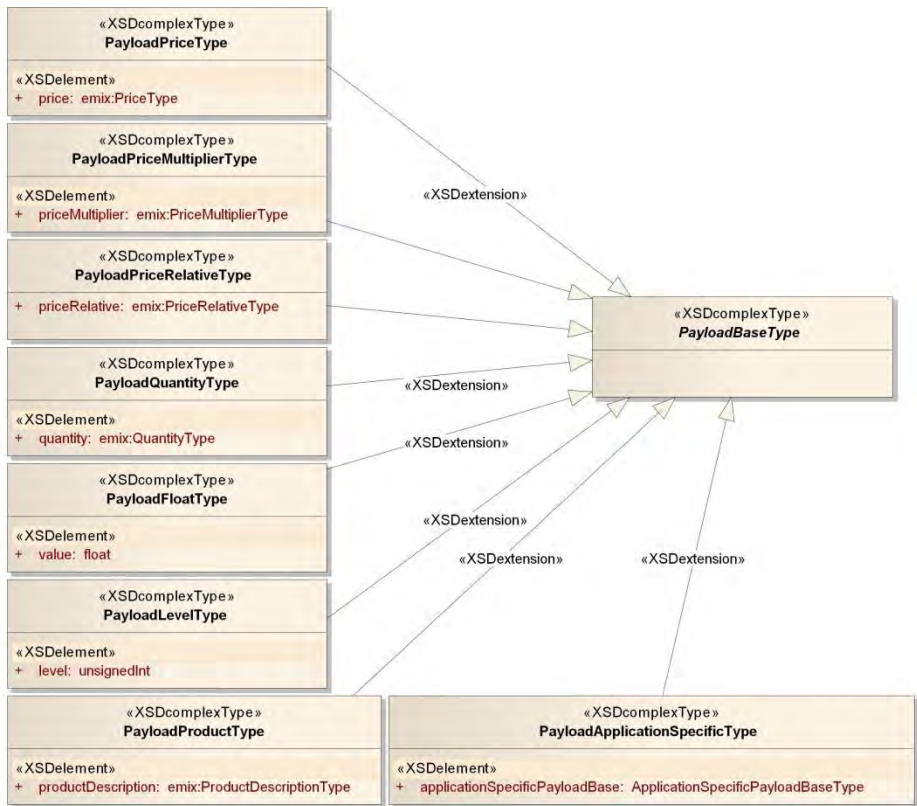 «XSDcomplexType»
PayloadPriceType
«XSDelement»
+ price: emix:PriceType
«XSDcomplexType»
PayloadPriceMultiplierType
«XSDelement»
+ priceMultiplier: emix:PriceMultiplierType
«XSDcomplexType»
PayloadPriceRelativeType
+ priceRelative: emix:PriceRelativeType
«XSDcomplexType»
PayloadQuantityType
«XSDelement»
+ quantity: emix:QuantityType
«XSDcomplexType»
PayloadFloatType
«XSDelement»
+ value: float
«XSDcomplexType»
PayloadLevelType
«XSDelement»
+ level: unsignedInt
«XSDcomplexType»
PayloadProductType
«XSDelement»
+ productDescription: emix:ProductDescriptionType
«XSDcomplexType»
PayloadApplicationSpecificType
«XSDelement»
+ applicationSpecificPayloadBase: ApplicationSpecificPayloadBaseType
«XSDextension»
«XSDextension»
«XSDextension»
«XSDextension»
«XSDextension»
«XSDextension»
«XSDcomplexType»
PayloadBaseType